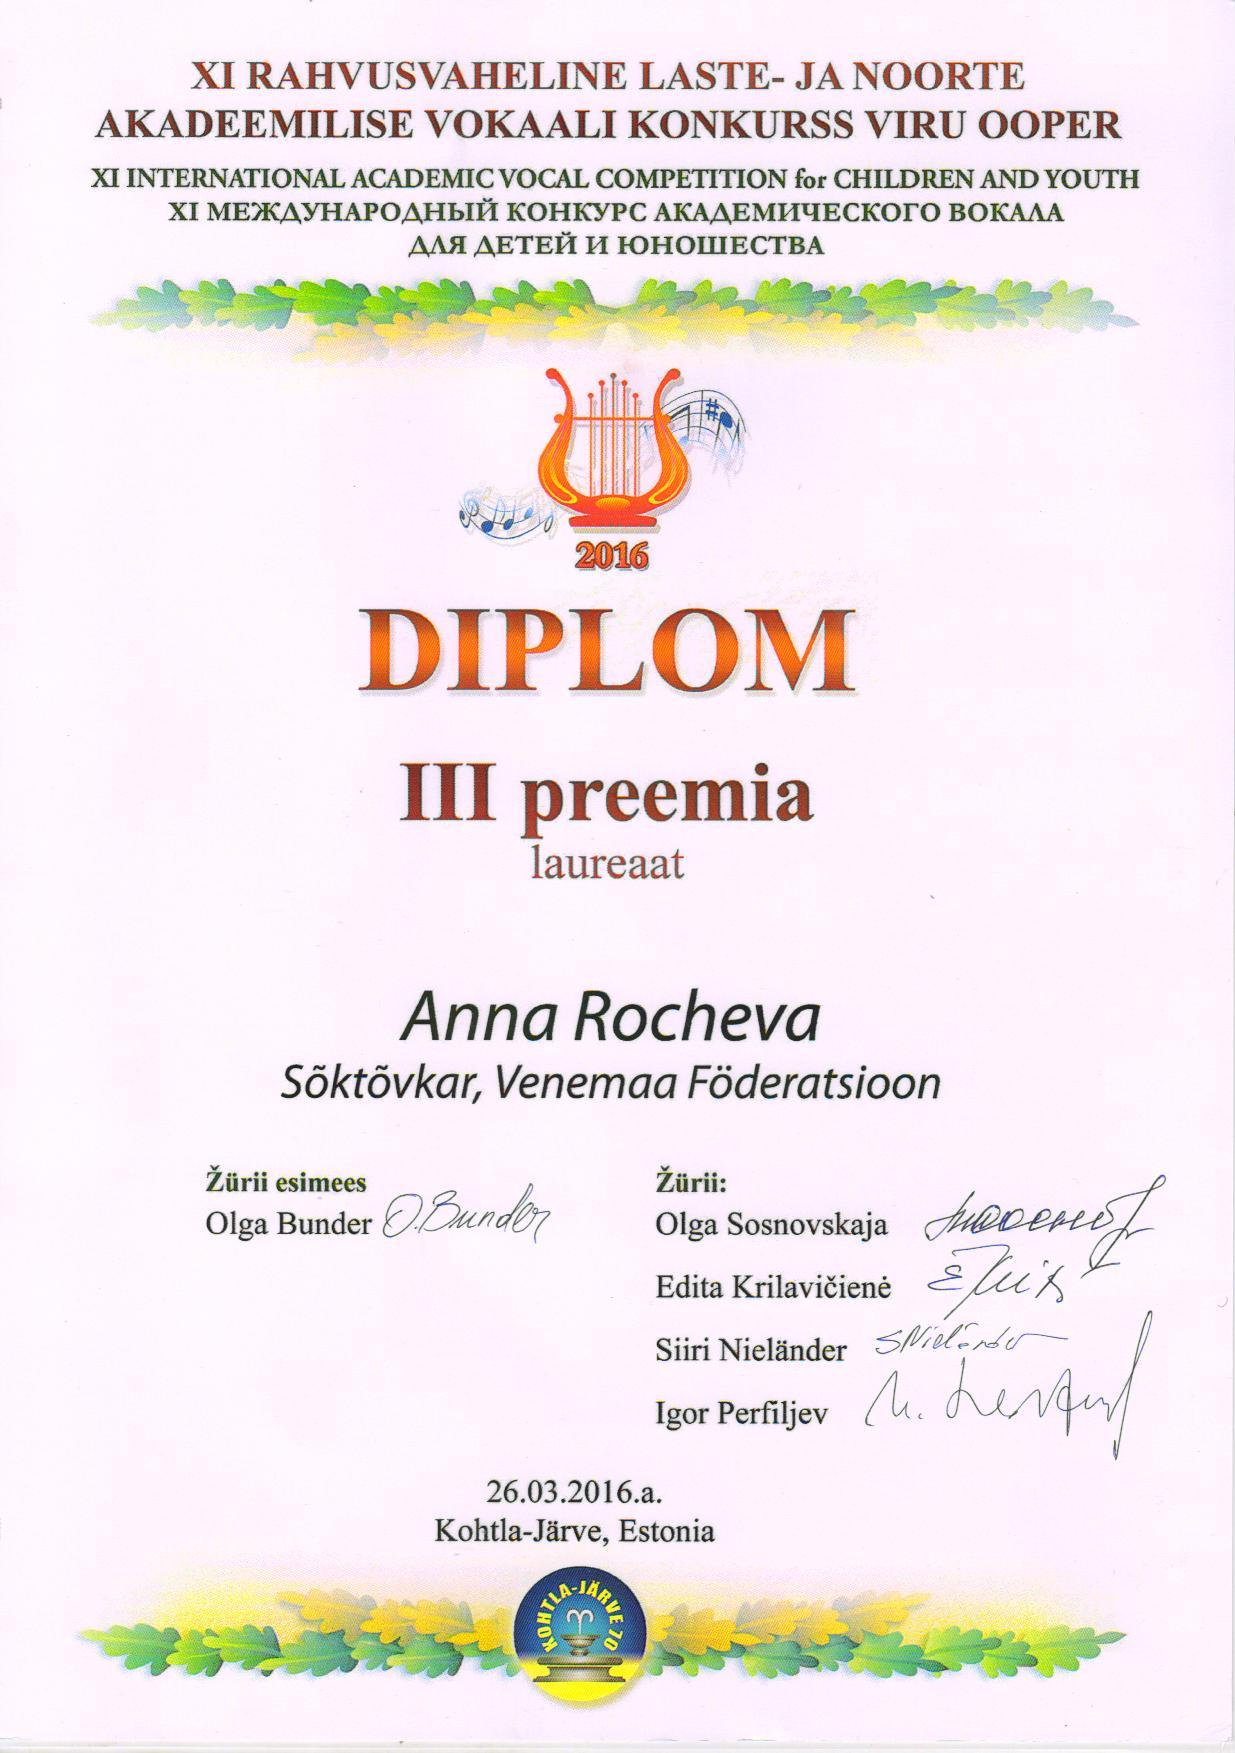 XI RAHVUSVAHELINE LASTE- JA NOORTE
AKADEEMILISE VOKAALI KONKURSS VIRU OOPER
XI INTERNATIONAL ACADEMIC VOCAL COMPETITION for CHILDREN AND YOUTH
XI МЕЖДУНАРОДНЫЙ КОНКУРС АКАДЕМИЧЕСКОГО ВОКАЛА
ДЛЯ ДЕТЕЙ И ЮНОШЕСТВА
2016
DIPLOM
III preemia
laureaat
Anna Rocheva
Sõktõvkar, Venemaa Föderatsioon
Žürii esimees
Olga Bunder O.Bunder
Žürii:
Olga Sosnovskaja
Edita Krilavičienė
Siiri Nieländer SNieländer
Igor Perfiljev
26.03.2016.a.
Kohtla-Järve, Estonia
KOHTLA-JÄRVE 70